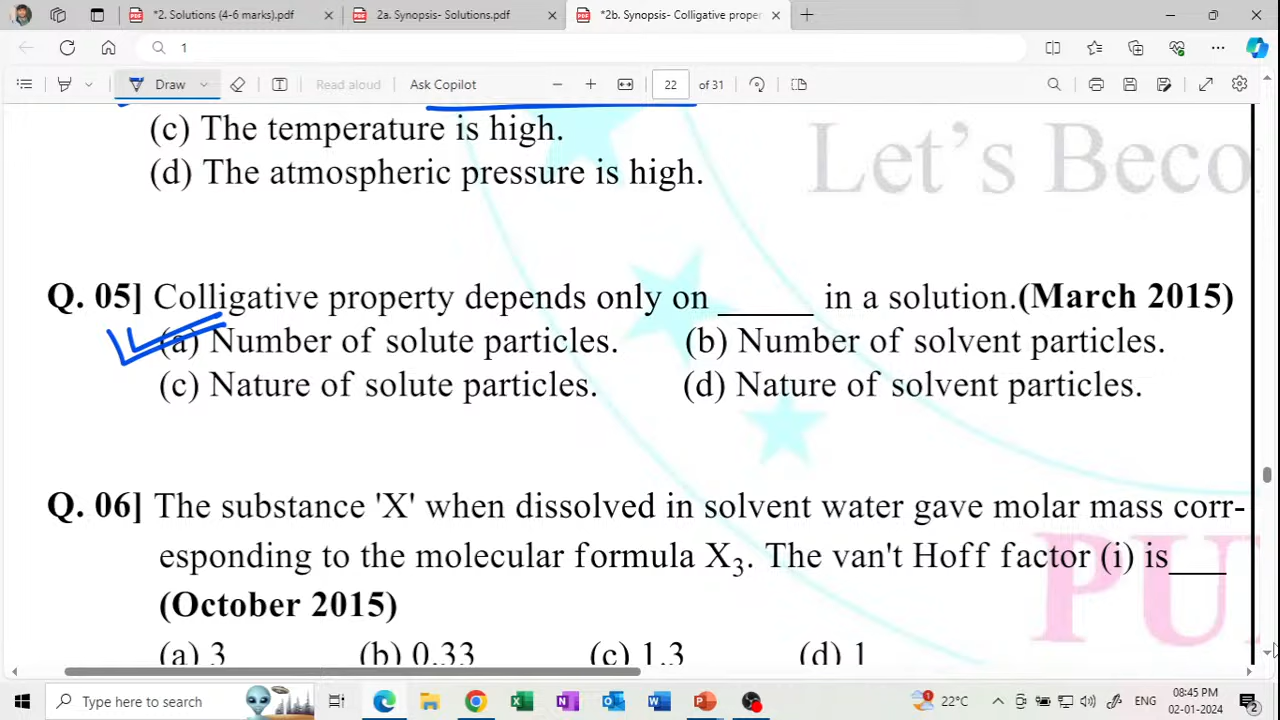 *2. Solutions (4-6 marks).pdf
2a. Synopsis- Solutions.pdf
*2b. Synopsis- Colligative proper
1
Draw
Read aloud
Ask Copilot
22
of 31
(c) The temperature is high.
(d) The atmospheric pressure is high.
Let's Beco
Q. 05] Colligative property depends only on ______ in a solution.(March 2015)
(a) Number of solute particles. (b) Number of solvent particles.
(c) Nature of solute particles. (d) Nature of solvent particles.
Q. 06] The substance 'X' when dissolved in solvent water gave molar mass corr-
esponding to the molecular formula X₃. The van't Hoff factor (i) is____
(October 2015)
PU
(a) 3 (b) 0.33 (c) 1.3 (d) 1
Type here to search
1
22°C
ENG
08:45 PM
02-01-2024
2